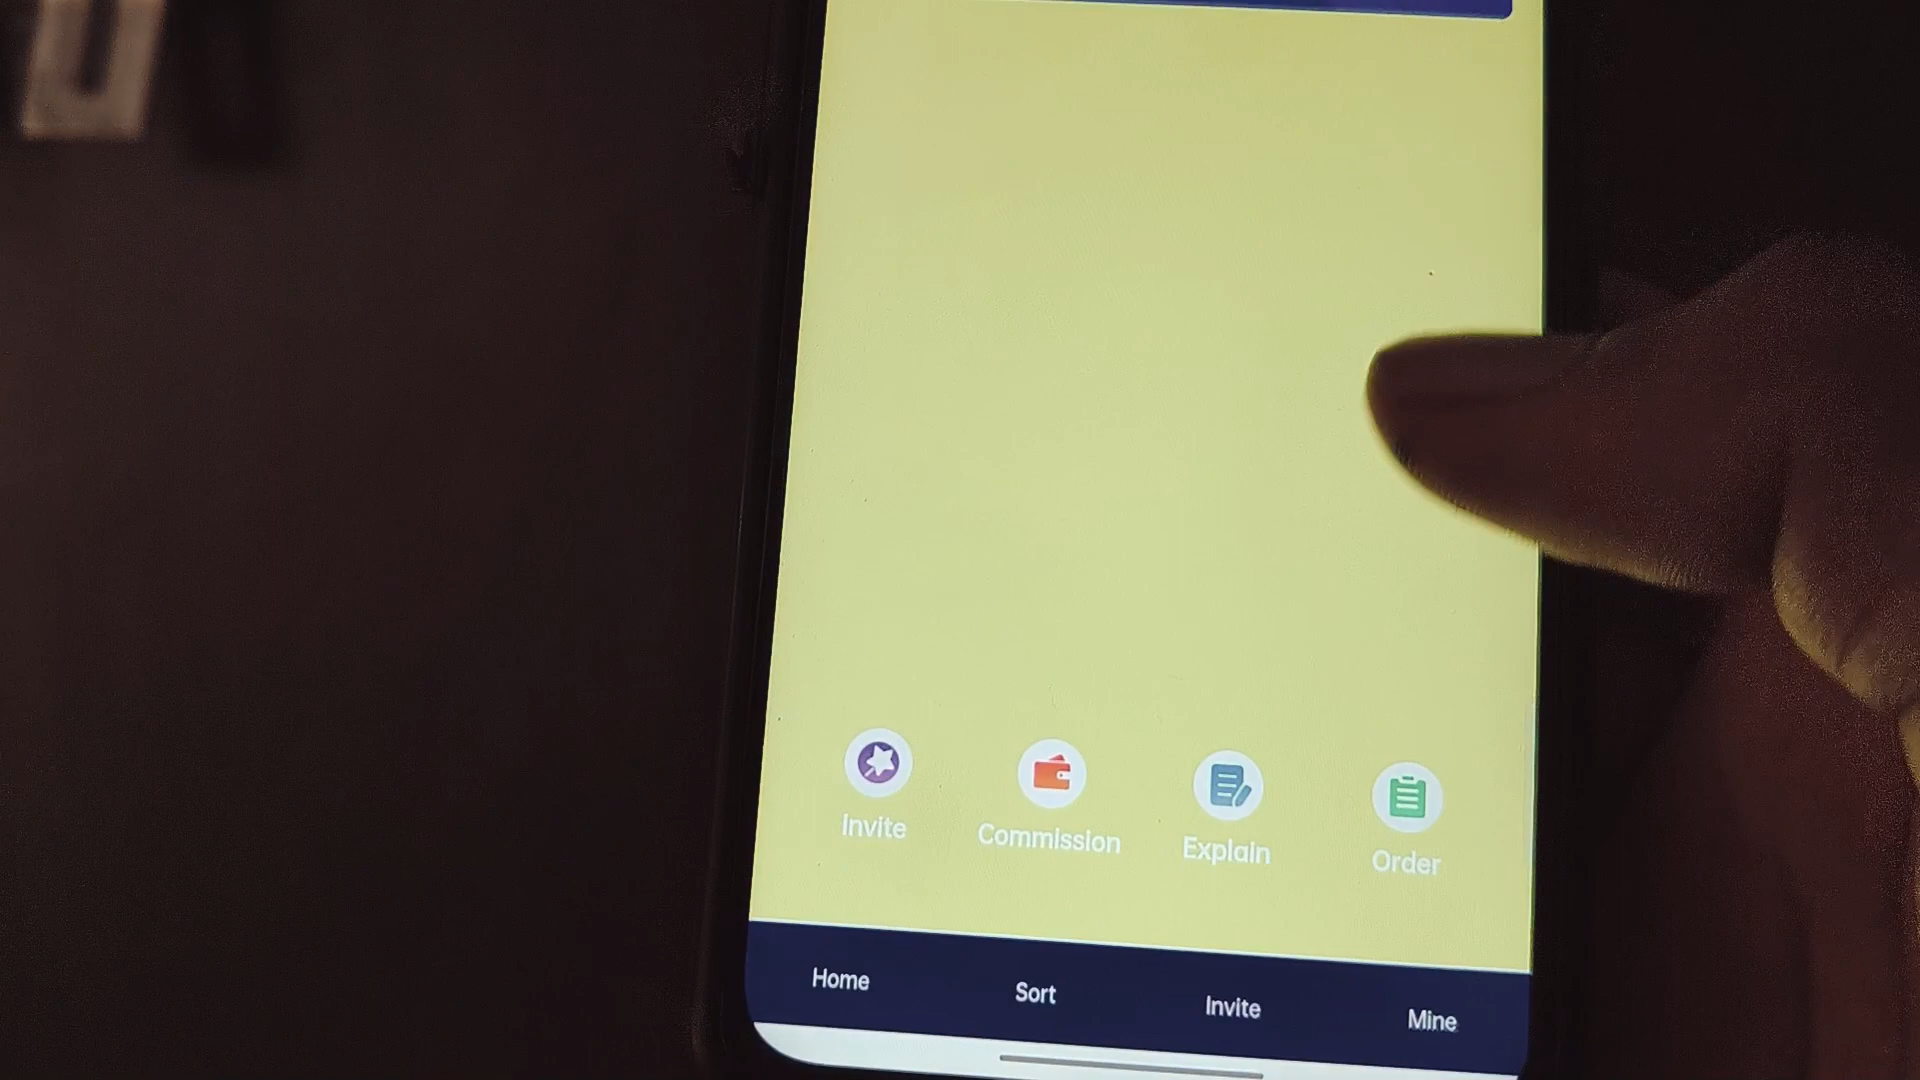 Invite
Commission
Explain
Order
Home
Sort
Invite
Mine